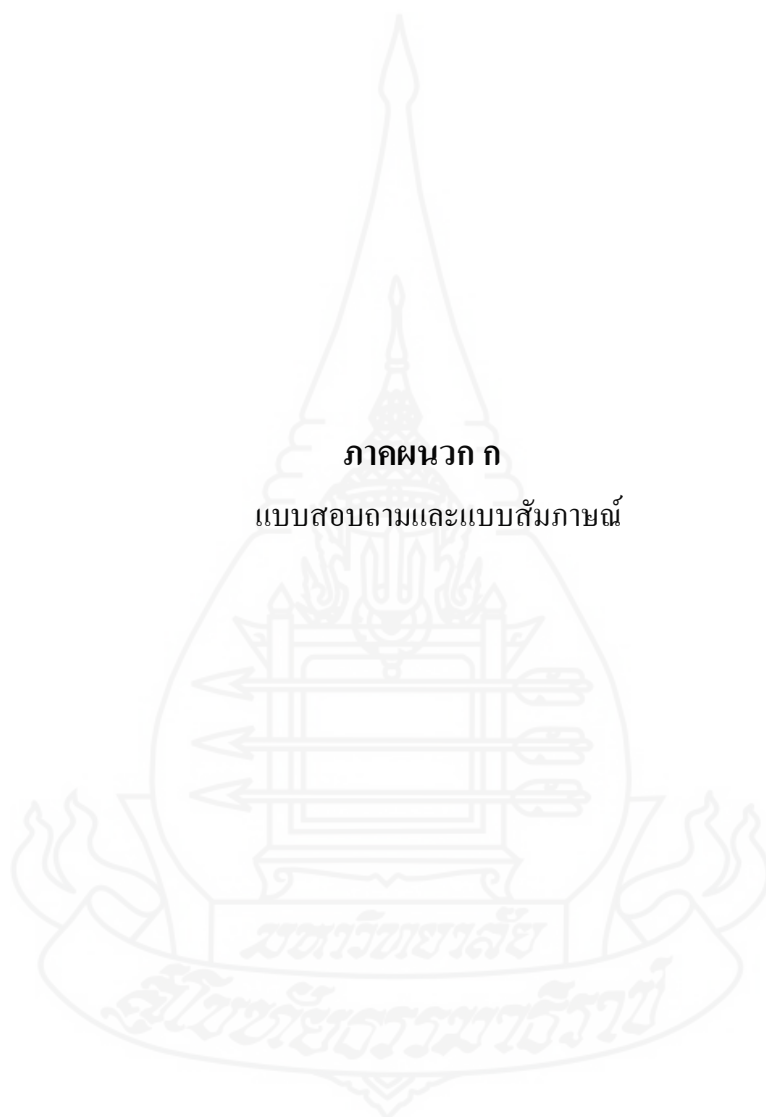 ภาคผนวก ก
แบบสอบถามและแบบสัมภาษณ์
มหาวิทยาลัย
สุโขทัยธรรมาธิราช